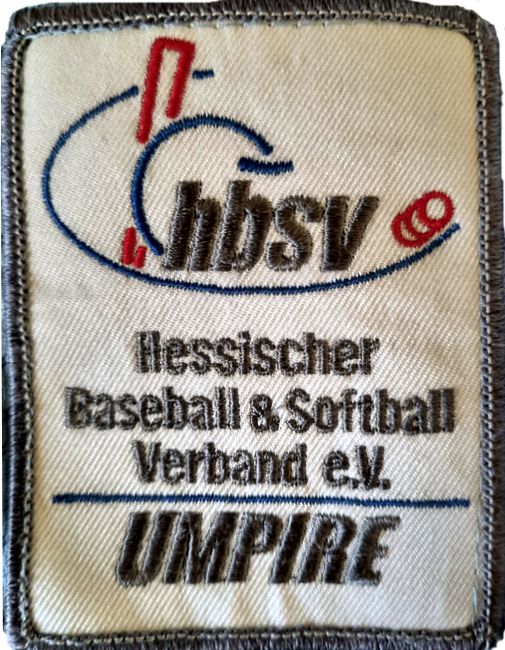 hbsv
Hessischer
Baseball & Softball
Verband e.V.
UMPIRE